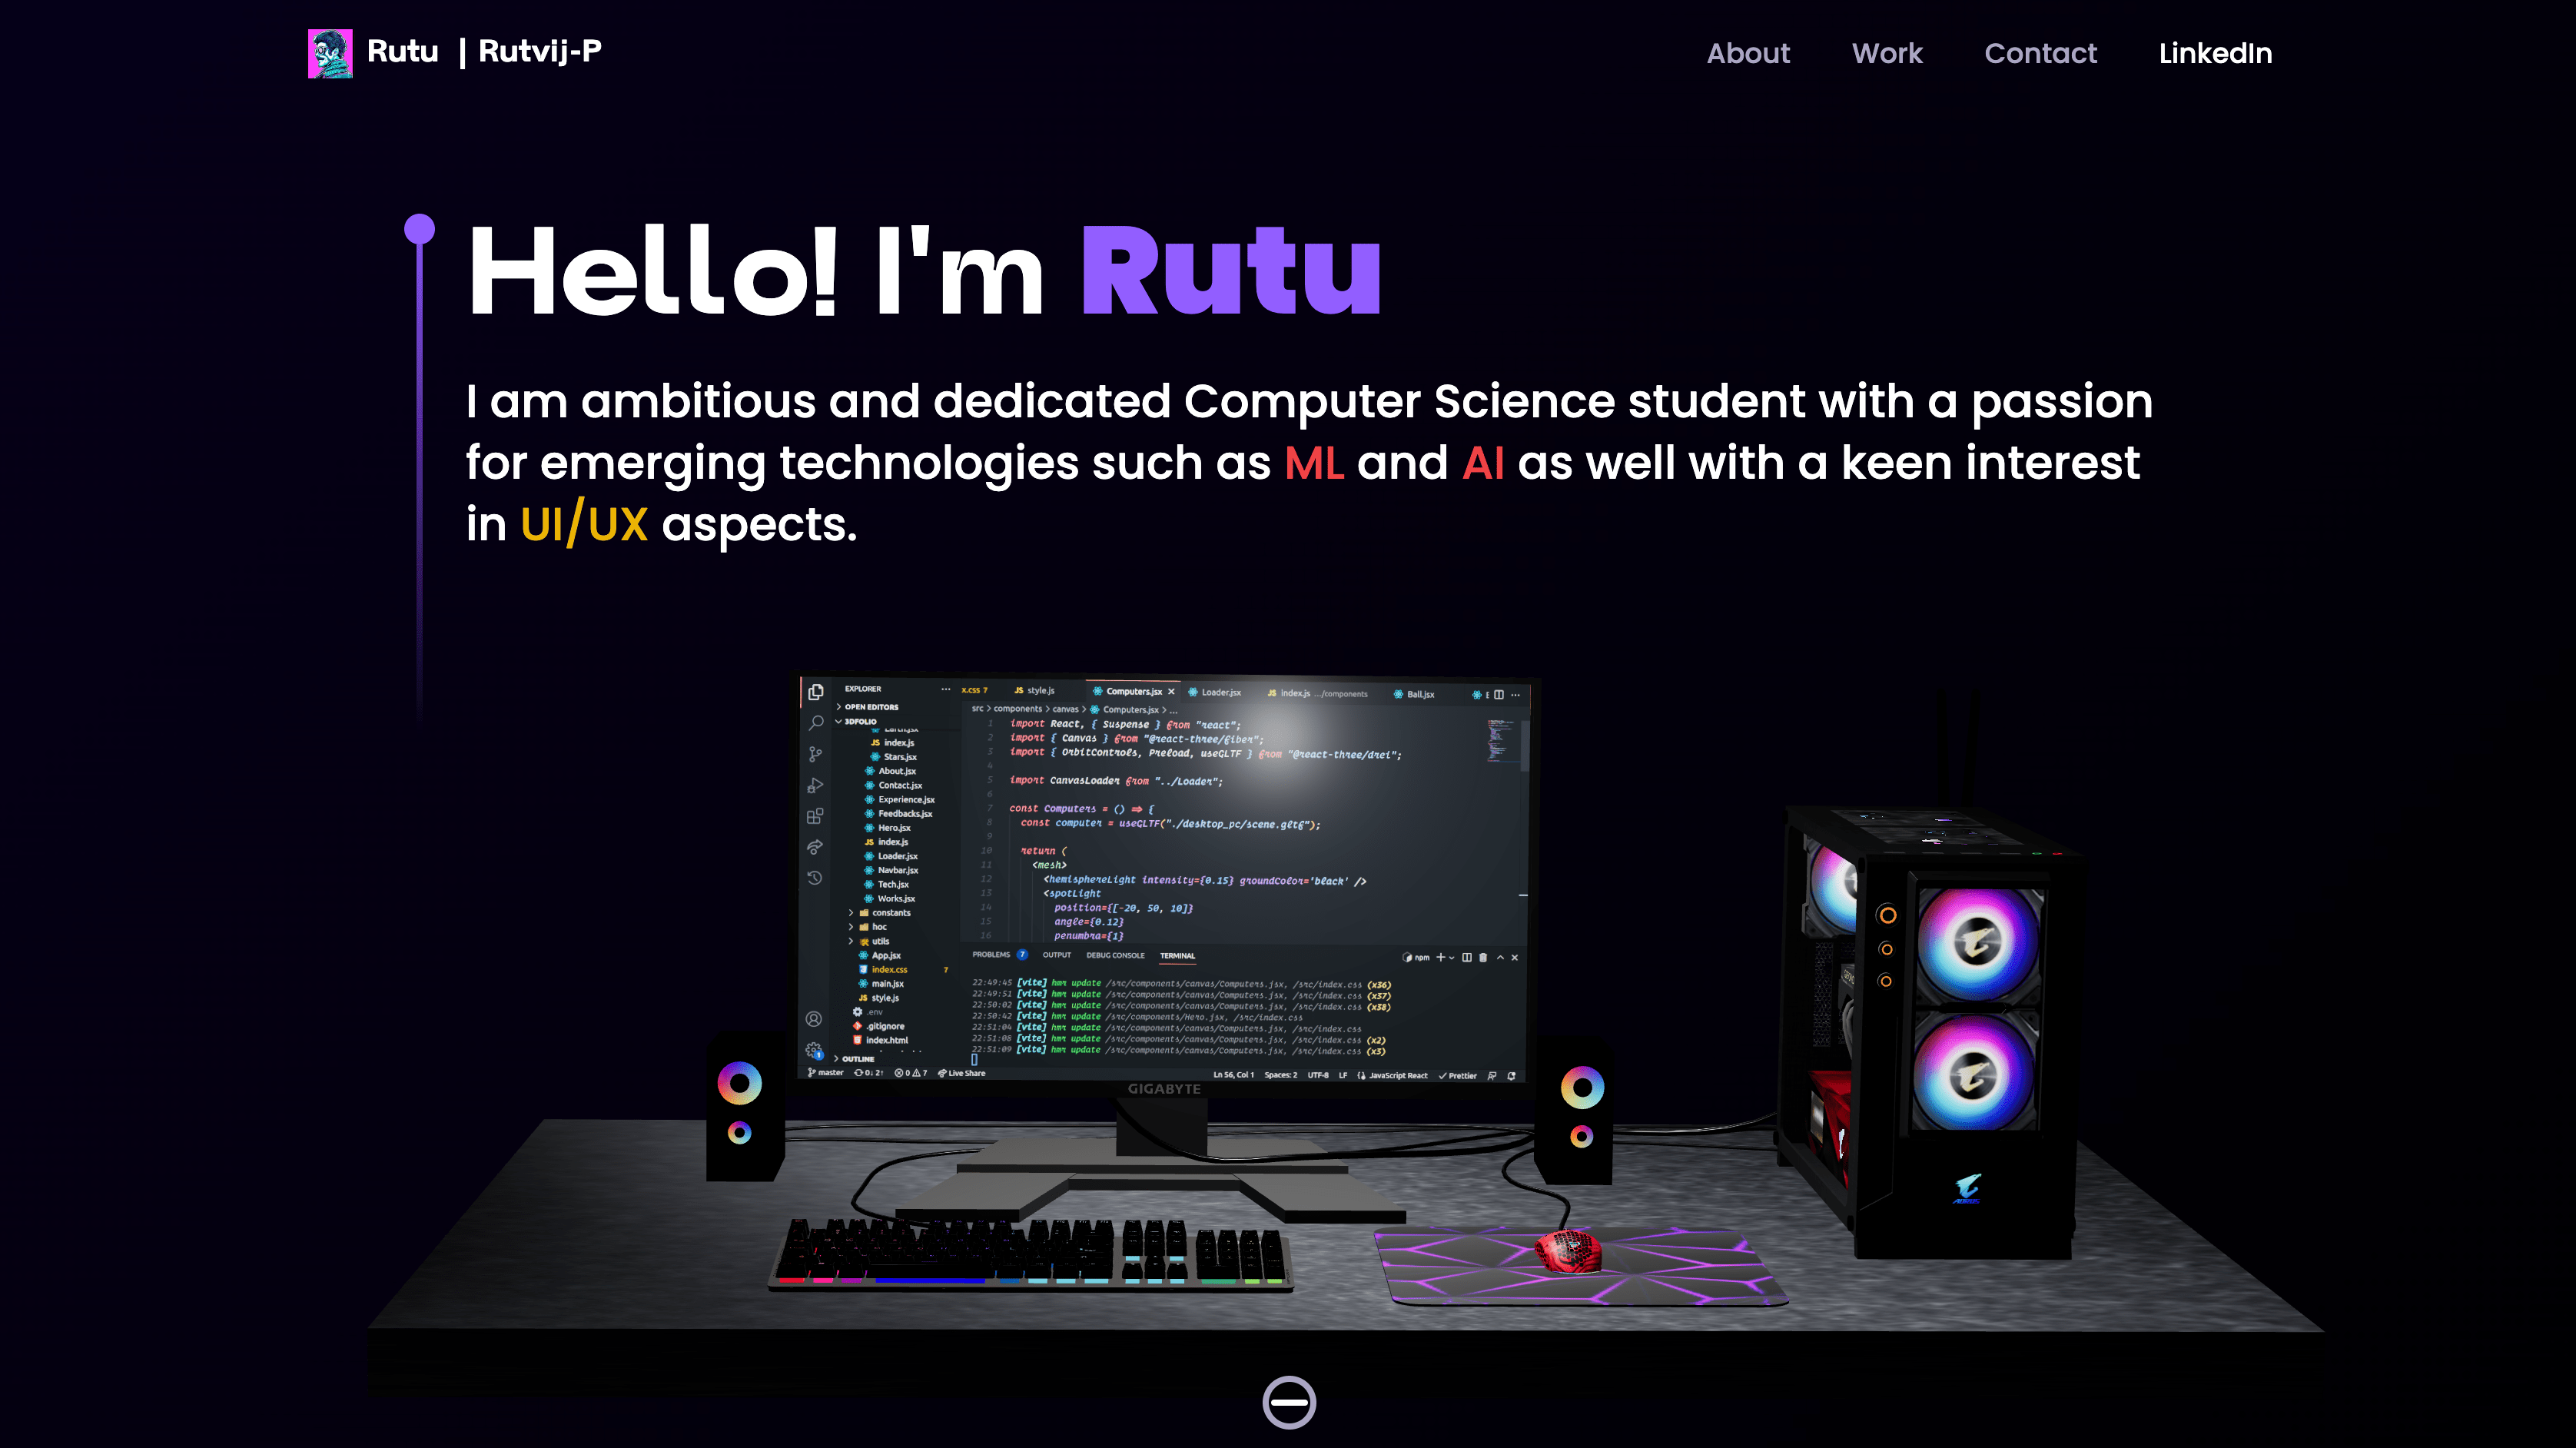 Rutu | Rutvij-P
About Work Contact LinkedIn
Hello! I'm Rutu
I am ambitious and dedicated Computer Science student with a passion
for emerging technologies such as ML and AI as well with a keen interest
in UI/UX aspects.
EXPLORER
OPEN EDITORS
3DFOLIO
index.js
Stars.jsx
About.jsx
Contact.jsx
Experience.jsx
Feedbacks.jsx
Hero.jsx
index.js
Loader.jsx
Navbar.jsx
Tech.jsx
Works.jsx
constants
hoc
utils
App.jsx
index.css 7
main.jsx
style.js
.env
.gitignore
index.html
OUTLINE
x.css 7 style.js Computers.jsx Loader.jsx index.js .../components Ball.jsx
src > components > canvas > Computers.jsx > ...
1 import React, { Suspense } from "react";
2 import { Canvas } from "@react-three/fiber";
3 import { OrbitControls, Preload, useGLTF } from "@react-three/drei";
4
5 import CanvasLoader from "../Loader";
6
7 const Computers = () => {
8 const computer = useGLTF("./desktop_pc/scene.gltf");
9
10 return (
11 <mesh>
12 <hemisphereLight intensity={0.15} groundColor='black' />
13 <spotLight
14 position={[-20, 50, 10]}
15 angle={0.12}
16 penumbra={1}
PROBLEMS 7 OUTPUT DEBUG CONSOLE TERMINAL npm
22:49:45 [vite] hmr update /src/components/canvas/Computers.jsx, /src/index.css (x36)
22:49:51 [vite] hmr update /src/components/canvas/Computers.jsx, /src/index.css (x37)
22:50:02 [vite] hmr update /src/components/canvas/Computers.jsx, /src/index.css (x38)
22:50:42 [vite] hmr update /src/components/Hero.jsx, /src/index.css
22:51:04 [vite] hmr update /src/components/canvas/Computers.jsx, /src/index.css
22:51:08 [vite] hmr update /src/components/canvas/Computers.jsx, /src/index.css (x2)
22:51:09 [vite] hmr update /src/components/canvas/Computers.jsx, /src/index.css (x3)
master 0↓ 2↑ 0 7 Live Share Ln 56, Col 1 Spaces: 2 UTF-8 LF JavaScript React Prettier
GIGABYTE